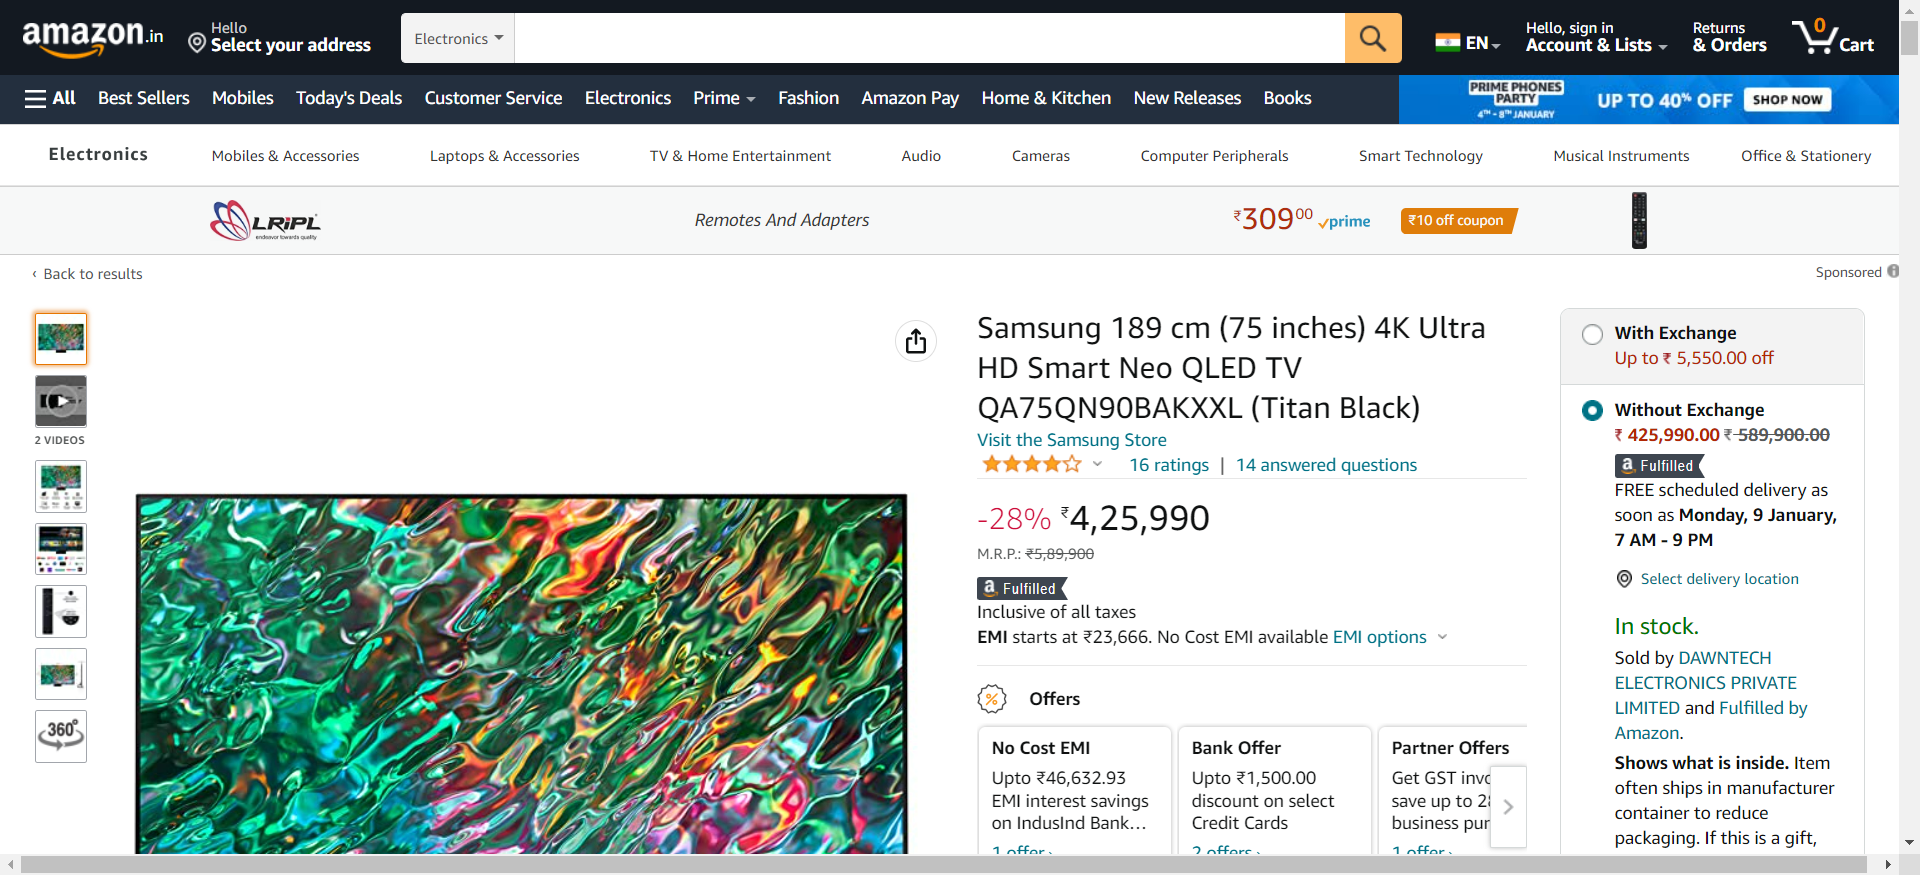 amazon.in
Hello
Select your address
Electronics
EN
Hello, sign in
Account & Lists
Returns
& Orders
0
Cart
All
Best Sellers
Mobiles
Today's Deals
Customer Service
Electronics
Prime
Fashion
Amazon Pay
Home & Kitchen
New Releases
Books
PRIME PHONES
PARTY
4TH - 8TH JANUARY
UP TO 40% OFF
SHOP NOW
Electronics
Mobiles & Accessories
Laptops & Accessories
TV & Home Entertainment
Audio
Cameras
Computer Peripherals
Smart Technology
Musical Instruments
Office & Stationery
LRIPL
endeavor towards quality
Remotes And Adapters
₹30900
prime
₹10 off coupon
‹ Back to results
Sponsored
2 VIDEOS
360°
Samsung 189 cm (75 inches) 4K Ultra
HD Smart Neo QLED TV
QA75QN90BAKXXL (Titan Black)
Visit the Samsung Store
16 ratings | 14 answered questions
-28% ₹4,25,990
M.R.P.: ₹5,89,900
a Fulfilled
Inclusive of all taxes
EMI starts at ₹23,666. No Cost EMI available EMI options
Offers
No Cost EMI
Upto ₹46,632.93
EMI interest savings
on IndusInd Bank…
1 offer ›
Bank Offer
Upto ₹1,500.00
discount on select
Credit Cards
2 offers ›
Partner Offers
Get GST invo
save up to 28
business pur
1 offer ›
With Exchange
Up to ₹ 5,550.00 off
Without Exchange
₹ 425,990.00 ₹ 589,900.00
a Fulfilled
FREE scheduled delivery as
soon as Monday, 9 January,
7 AM - 9 PM
Select delivery location
In stock.
Sold by DAWNTECH
ELECTRONICS PRIVATE
LIMITED and Fulfilled by
Amazon.
Shows what is inside. Item
often ships in manufacturer
container to reduce
packaging. If this is a gift,